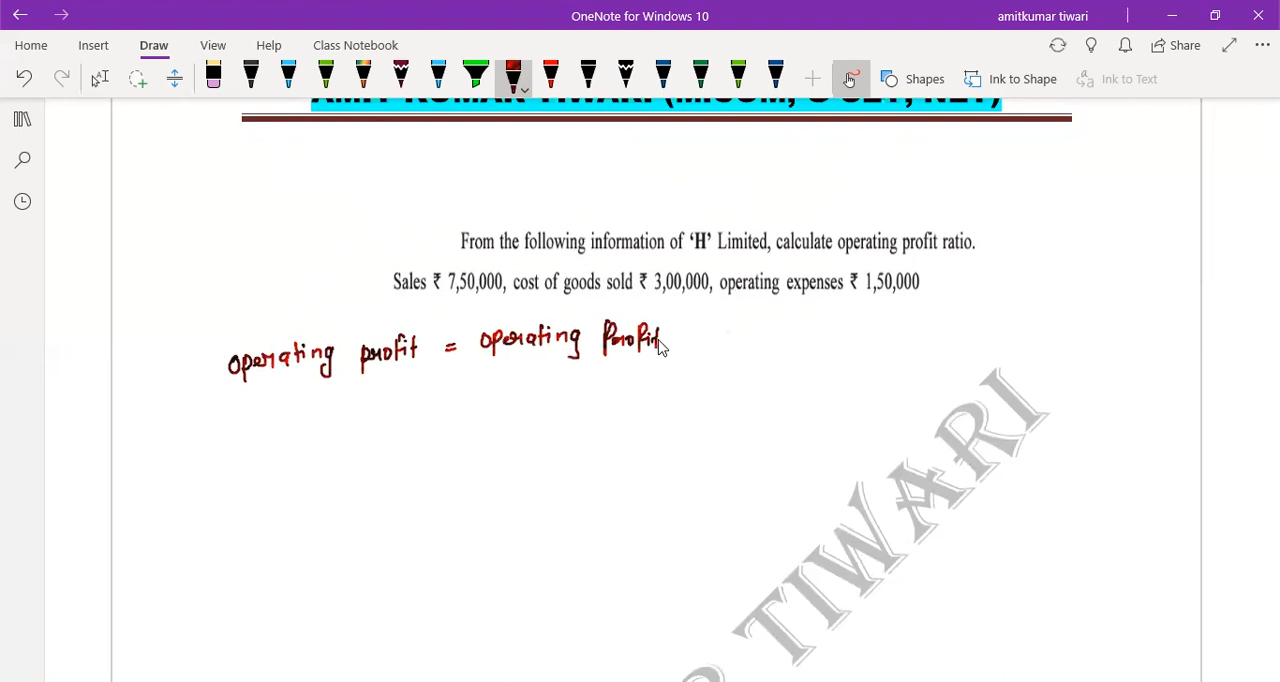 OneNote for Windows 10
amitkumar tiwari
Home Insert Draw View Help Class Notebook
Share
Shapes
Ink to Shape
Ink to Text
From the following information of ‘H’ Limited, calculate operating profit ratio.
Sales ₹ 7,50,000, cost of goods sold ₹ 3,00,000, operating expenses ₹ 1,50,000
operating profit = operating Profit
TIWARI